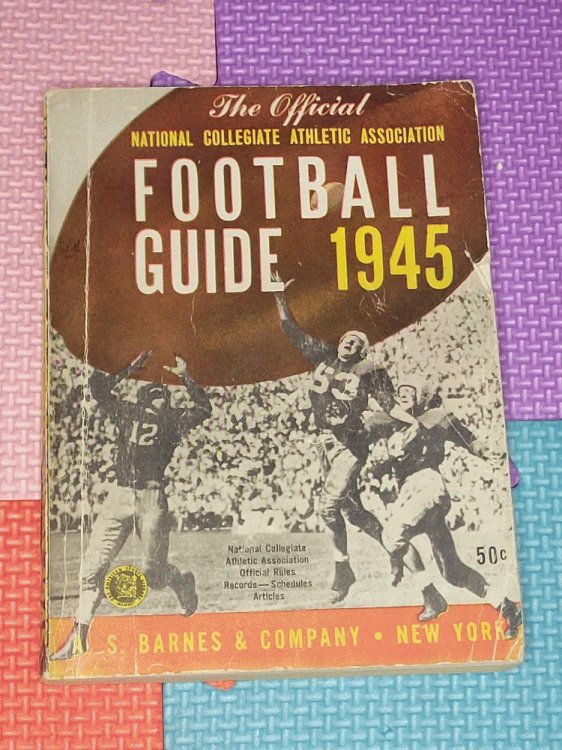 The Official
NATIONAL COLLEGIATE ATHLETIC ASSOCIATION
FOOTBALL
GUIDE 1945
12
63
National Collegiate
Athletic Association
Official Rules
Records—Schedules
Articles
50c
A. S. BARNES & COMPANY • NEW YORK